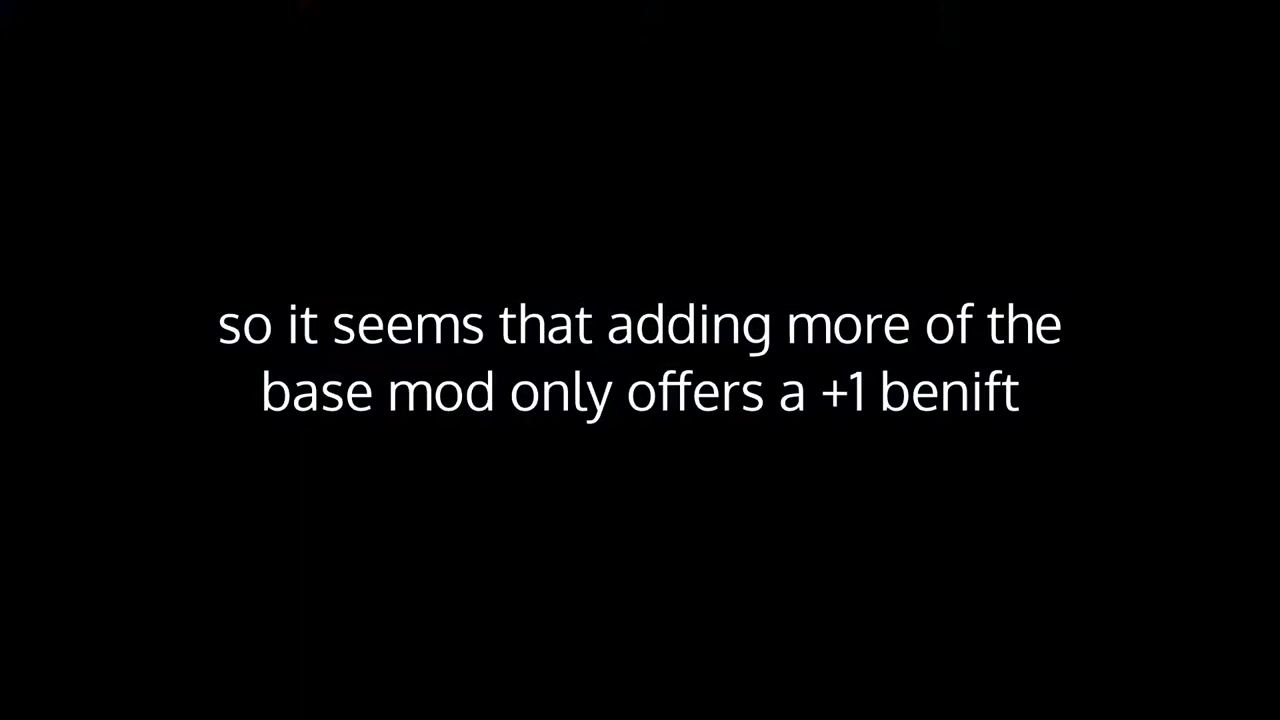 so it seems that adding more of the
base mod only offers a +1 benift